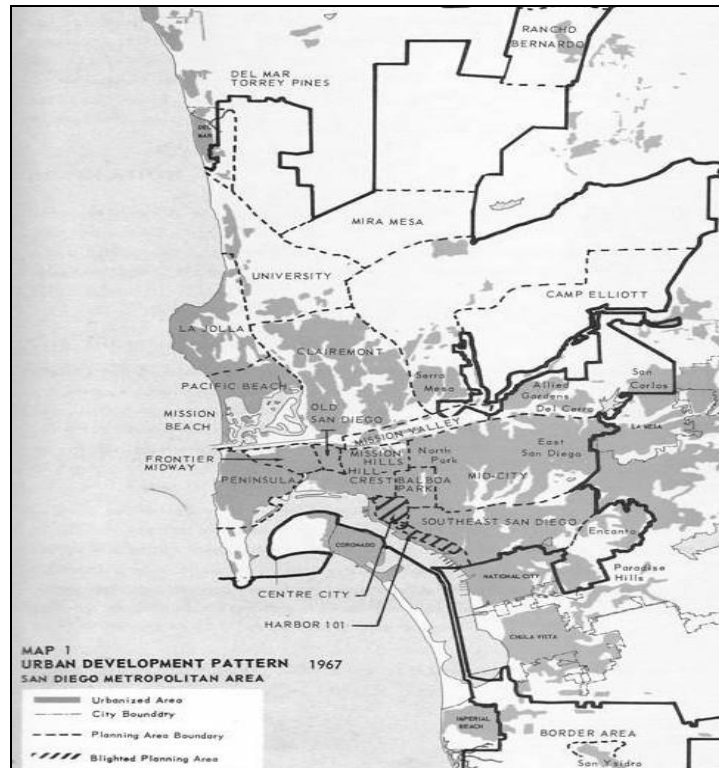 RANCHO
BERNARDO
DEL MAR
TORREY PINES
DEL
MAR
MIRA MESA
UNIVERSITY
CAMP ELLIOTT
LA JOLLA
CLAIREMONT
Serra
Mesa
San
Carlos
PACIFIC BEACH
Allied
Gardens
Del Cerro
MISSION
BEACH
OLD
SAN DIEGO
LA MESA
MISSION VALLEY
East
San Diego
FRONTIER
MIDWAY
MISSION
HILLS
North
Park
HILL
CREST
BALBOA
PARK
MID-CITY
PENINSULA
SOUTHEAST SAN DIEGO
Encanto
CORONADO
Paradise
Hills
NATIONAL CITY
CENTRE CITY
HARBOR 101
CHULA VISTA
MAP 1
URBAN DEVELOPMENT PATTERN 1967
SAN DIEGO METROPOLITAN AREA
Urbanized Area
City Boundary
Planning Area Boundary
Blighted Planning Area
IMPERIAL
BEACH
BORDER AREA
San Ysidro